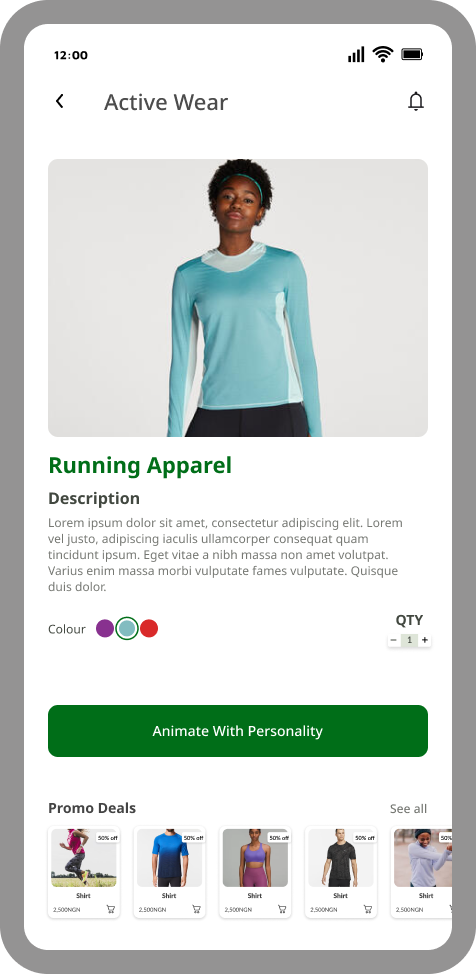 12:00
Active Wear
Running Apparel
Description
Lorem ipsum dolor sit amet, consectetur adipiscing elit. Lorem
vel justo, adipiscing iaculis ullamcorper consequat quam
tincidunt ipsum. Eget vitae a nibh massa non amet volutpat.
Varius enim massa morbi vulputate fames vulputate. Quisque
duis dolor.
Colour
QTY
− 1 +
Animate With Personality
Promo Deals
See all
50% off
50% off
50% off
50% off
50%
Shirt
Shirt
Shirt
Shirt
Shirt
2,500NGN
2,500NGN
2,500NGN
2,500NGN
2,500NGN